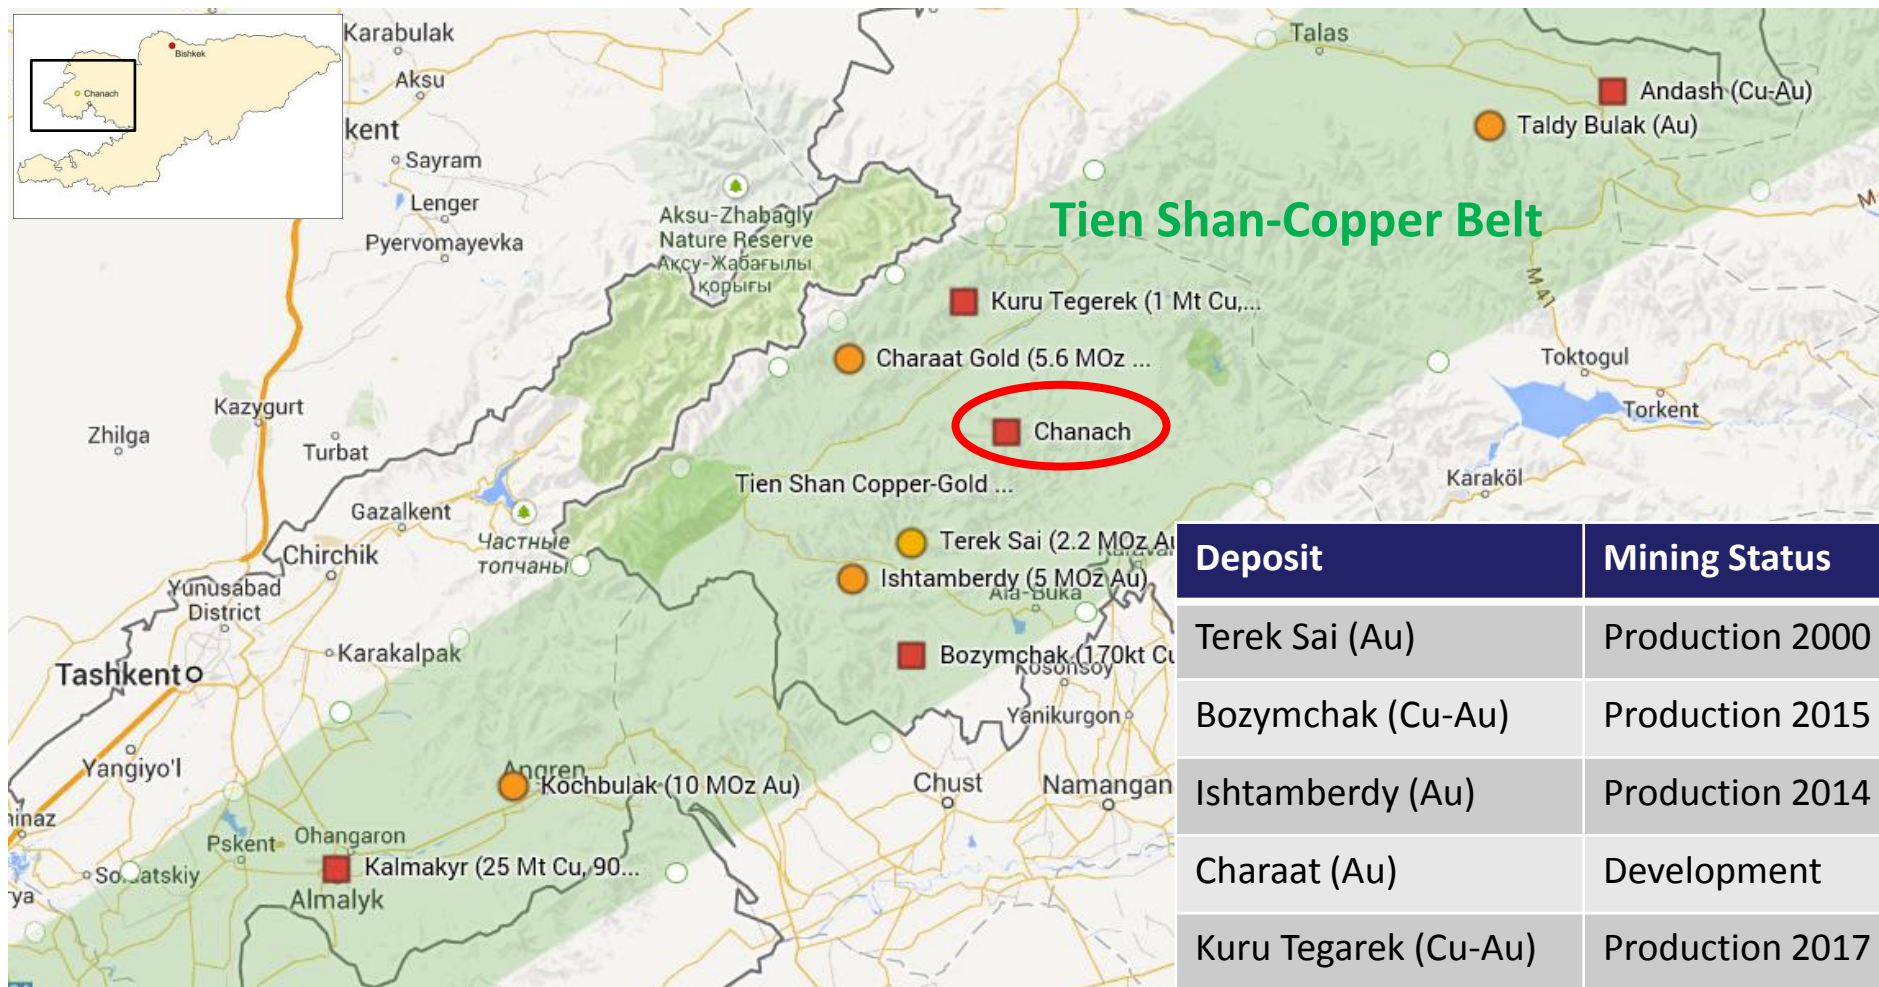 Bishkek
Chanach
Karabulak
Aksu
kent
Sayram
Lenger
Pyervomayevka
Aksu-Zhabagly
Nature Reserve
Ақсу-Жабағылы
қорығы
Talas
Andash (Cu-Au)
Taldy Bulak (Au)
Tien Shan-Copper Belt
M 41
Kuru Tegerek (1 Mt Cu,...
Charaat Gold (5.6 MOz ...
Chanach
Toktogul
Torkent
Karaköl
Kazygurt
Zhilga
Turbat
Tien Shan Copper-Gold ...
Gazalkent
Частные
топчаны
Chirchik
Yunusabad
District
Terek Sai (2.2 MOz Au
Ishtamberdy (5 MOz Au)
Ala-Buka
Karakalpak
Tashkent
Bozymchak (170kt Cu
Kosonsoy
Yanikurgon
Yangiyo'l
Angren
Kochbulak (10 MOz Au)
Chust
Namangan
Pskent
Ohangaron
Kalmakyr (25 Mt Cu, 90...
Almalyk
Deposit Mining Status
Terek Sai (Au) Production 2000
Bozymchak (Cu-Au) Production 2015
Ishtamberdy (Au) Production 2014
Charaat (Au) Development
Kuru Tegarek (Cu-Au) Production 2017